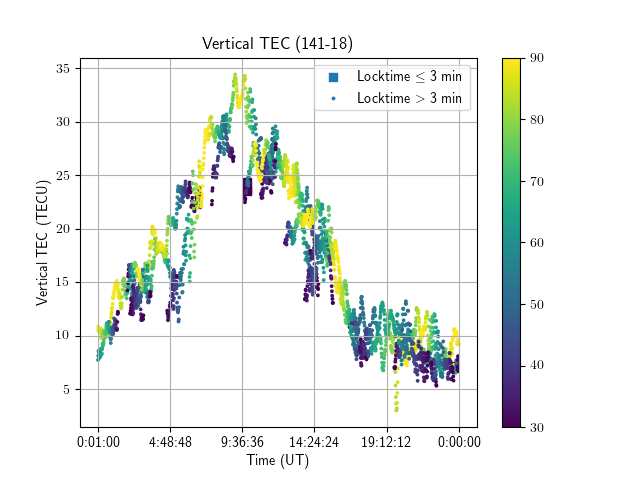 Vertical TEC (141-18)
35
30
25
20
15
10
5
Vertical TEC (TECU)
Locktime ≤ 3 min
Locktime > 3 min
0:01:00 4:48:48 9:36:36 14:24:24 19:12:12 0:00:00
Time (UT)
90
80
70
60
50
40
30